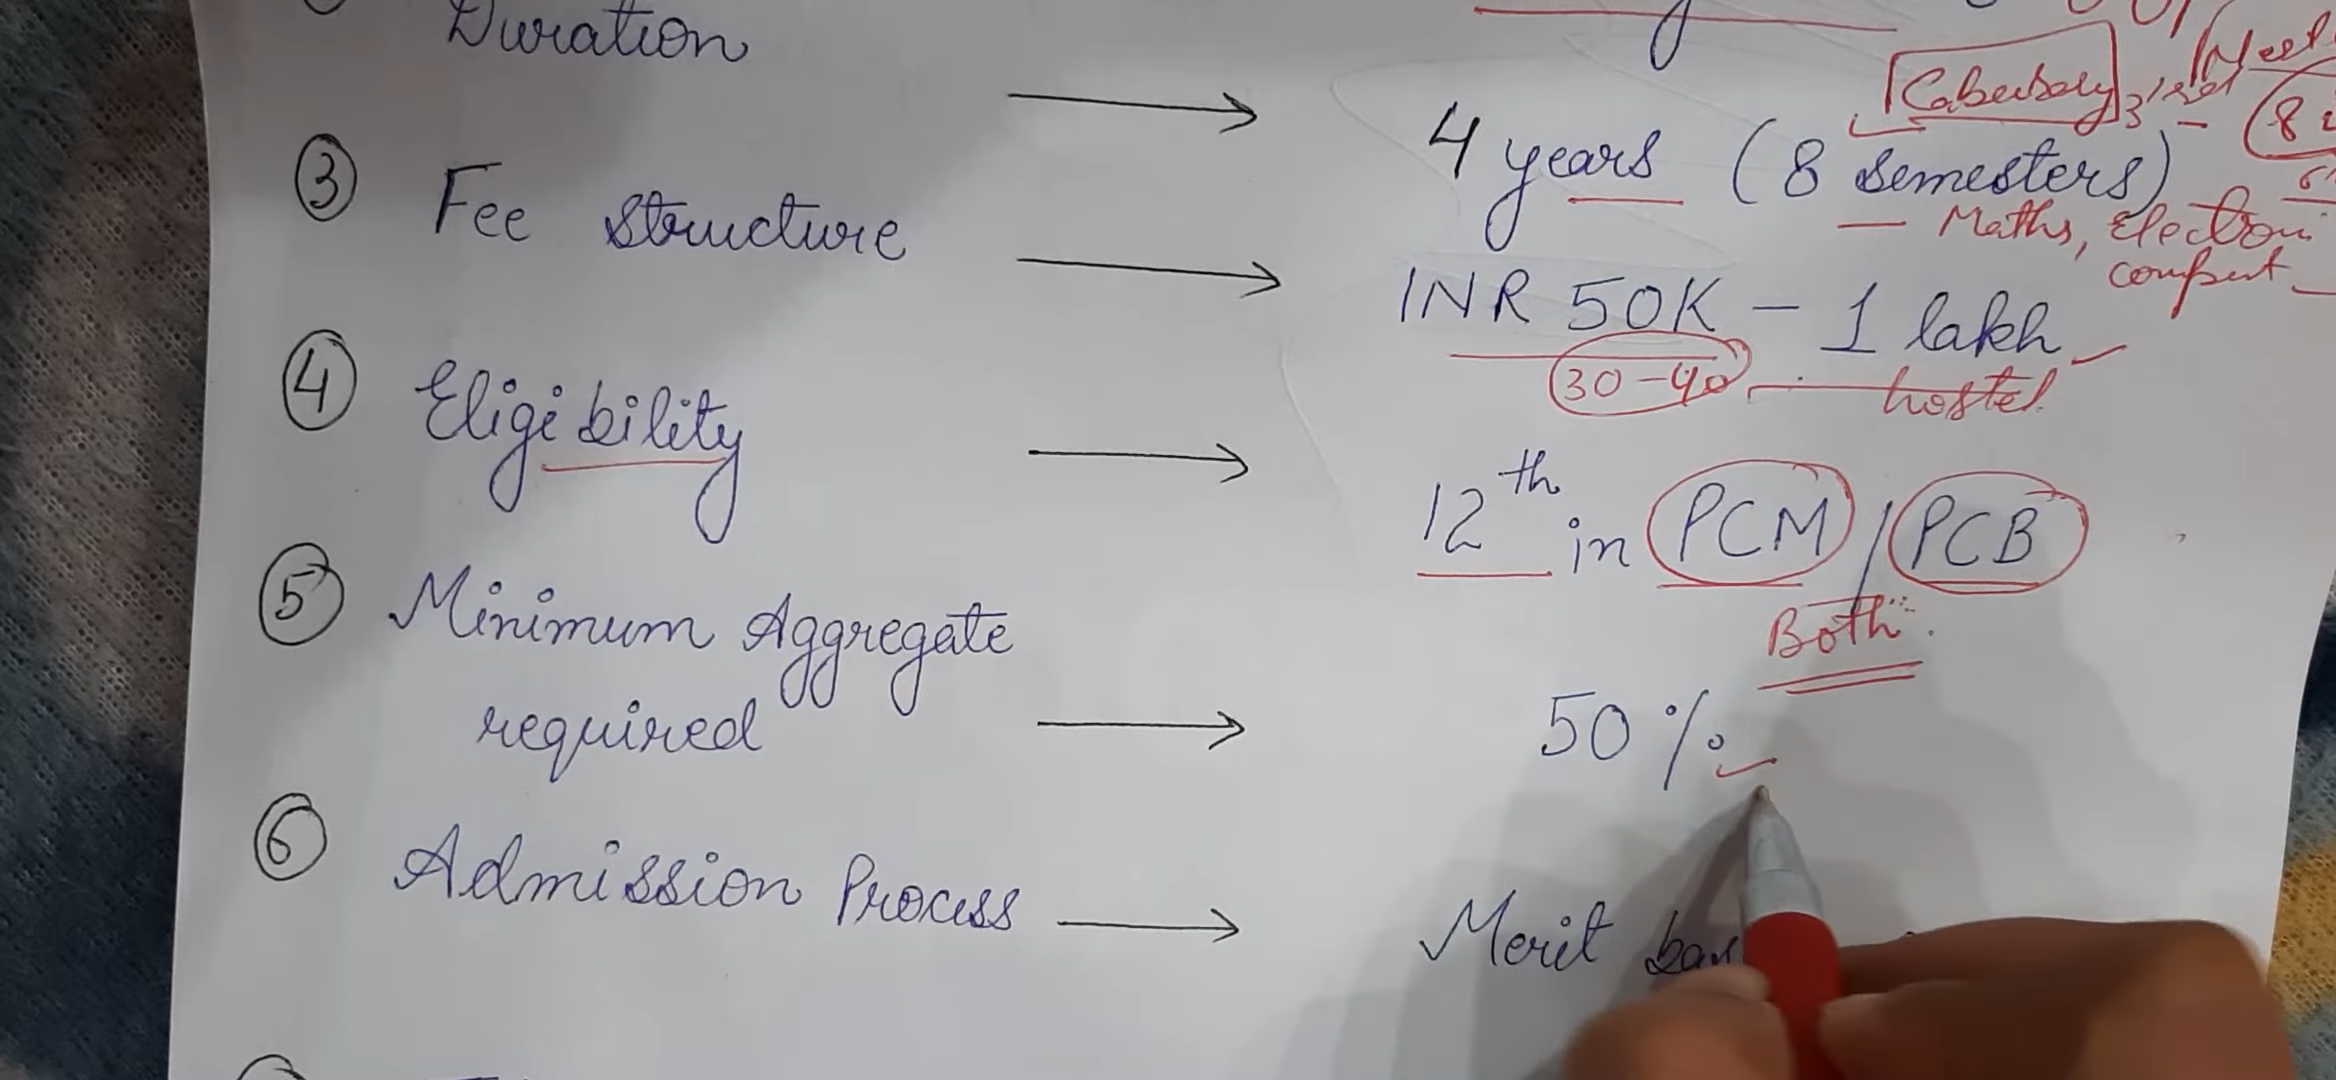 Duration
4 years (8 semesters)
Maths, Electron
comput
③ Fee structure
INR 50K - 1 lakh
30-40 hostel
④ Eligibility
12th in PCM / PCB
Both
⑤ Minimum Aggregate
required
50%
⑥ Admission Process
Merit